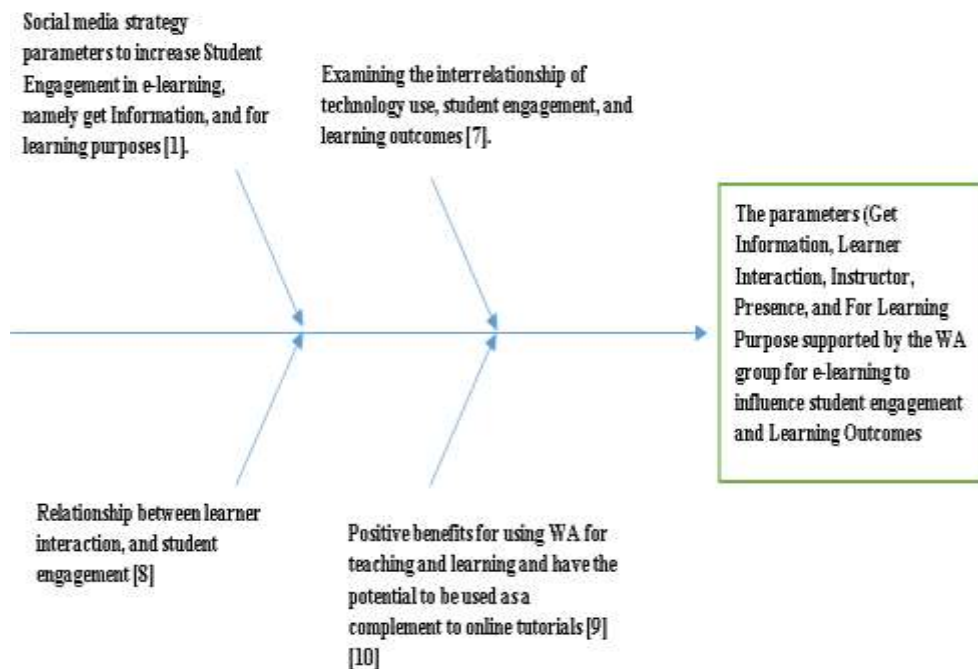 Social media strategy
parameters to increase Student
Engagement in e-learning,
namely get Information, and for
learning purposes [1].
Examining the interrelationship of
technology use, student engagement, and
learning outcomes [7].
The parameters (Get
Information, Learner
Interaction, Instructor,
Presence, and For Learning
Purpose supported by the WA
group for e-learning to
influence student engagement
and Learning Outcomes
Relationship between learner
interaction, and student
engagement [8]
Positive benefits for using WA for
teaching and learning and have the
potential to be used as a
complement to online tutorials [9]
[10]